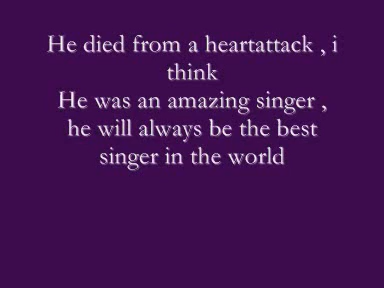 He died from a heartattack , i
think
He was an amazing singer ,
he will always be the best
singer in the world